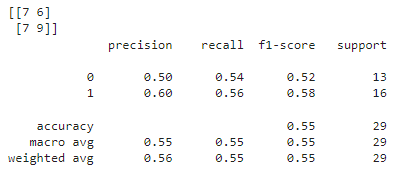 [[7 6]
 [7 9]]
              precision    recall  f1-score   support

           0       0.50      0.54      0.52        13
           1       0.60      0.56      0.58        16

    accuracy                           0.55        29
   macro avg       0.55      0.55      0.55        29
weighted avg       0.56      0.55      0.55        29